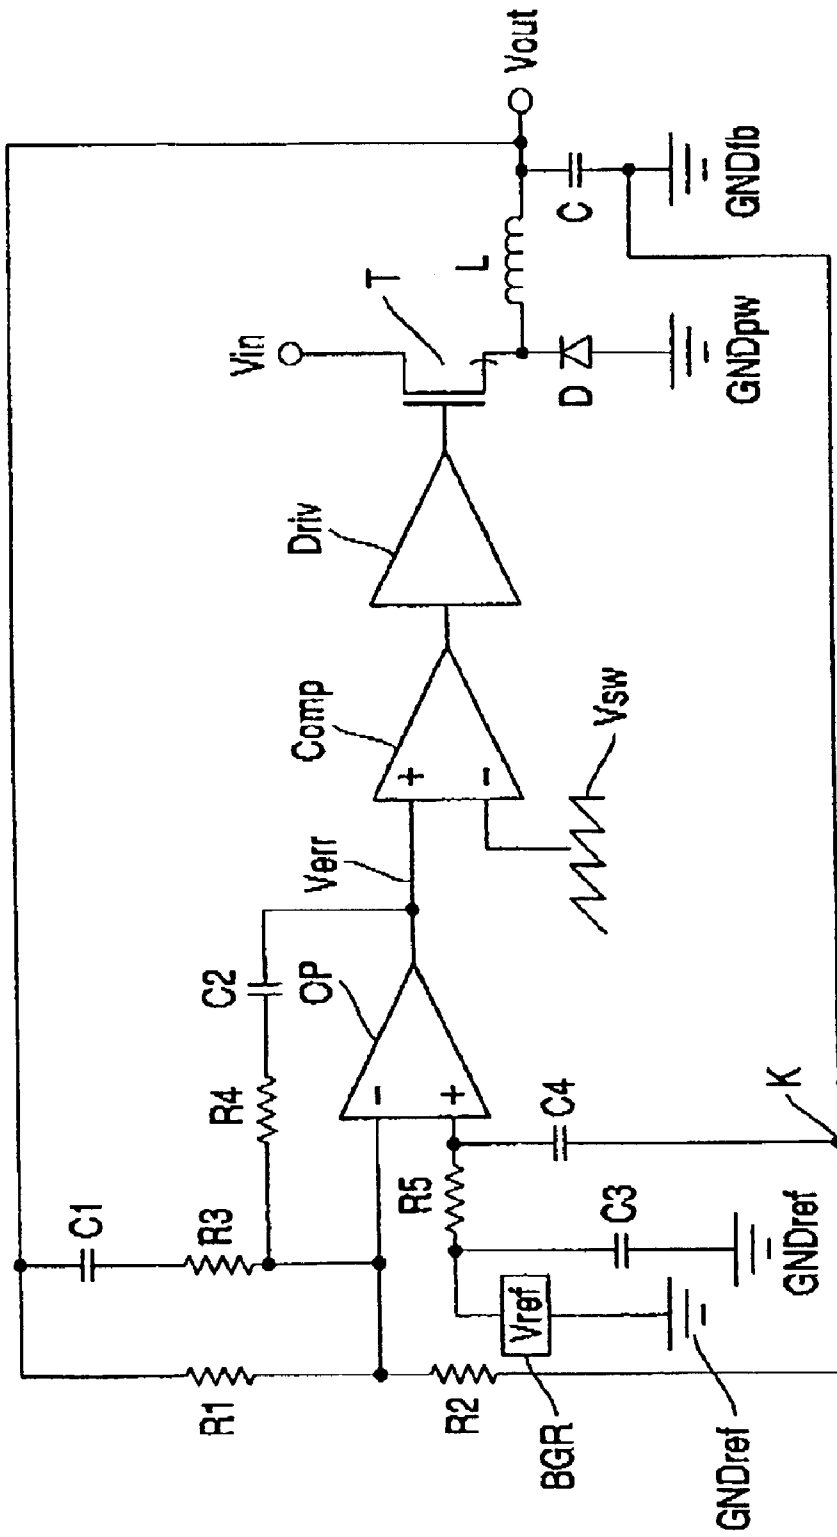 C1
R3
R1
R4
C2
OP
Verr
Comp
Driv
Vin
T
L
Vout
-
+
+
-
R2
R5
C4
C3
Vref
BGR
GNDref
GNDref
K
Vsw
D
C
GNDpw
GNDfb